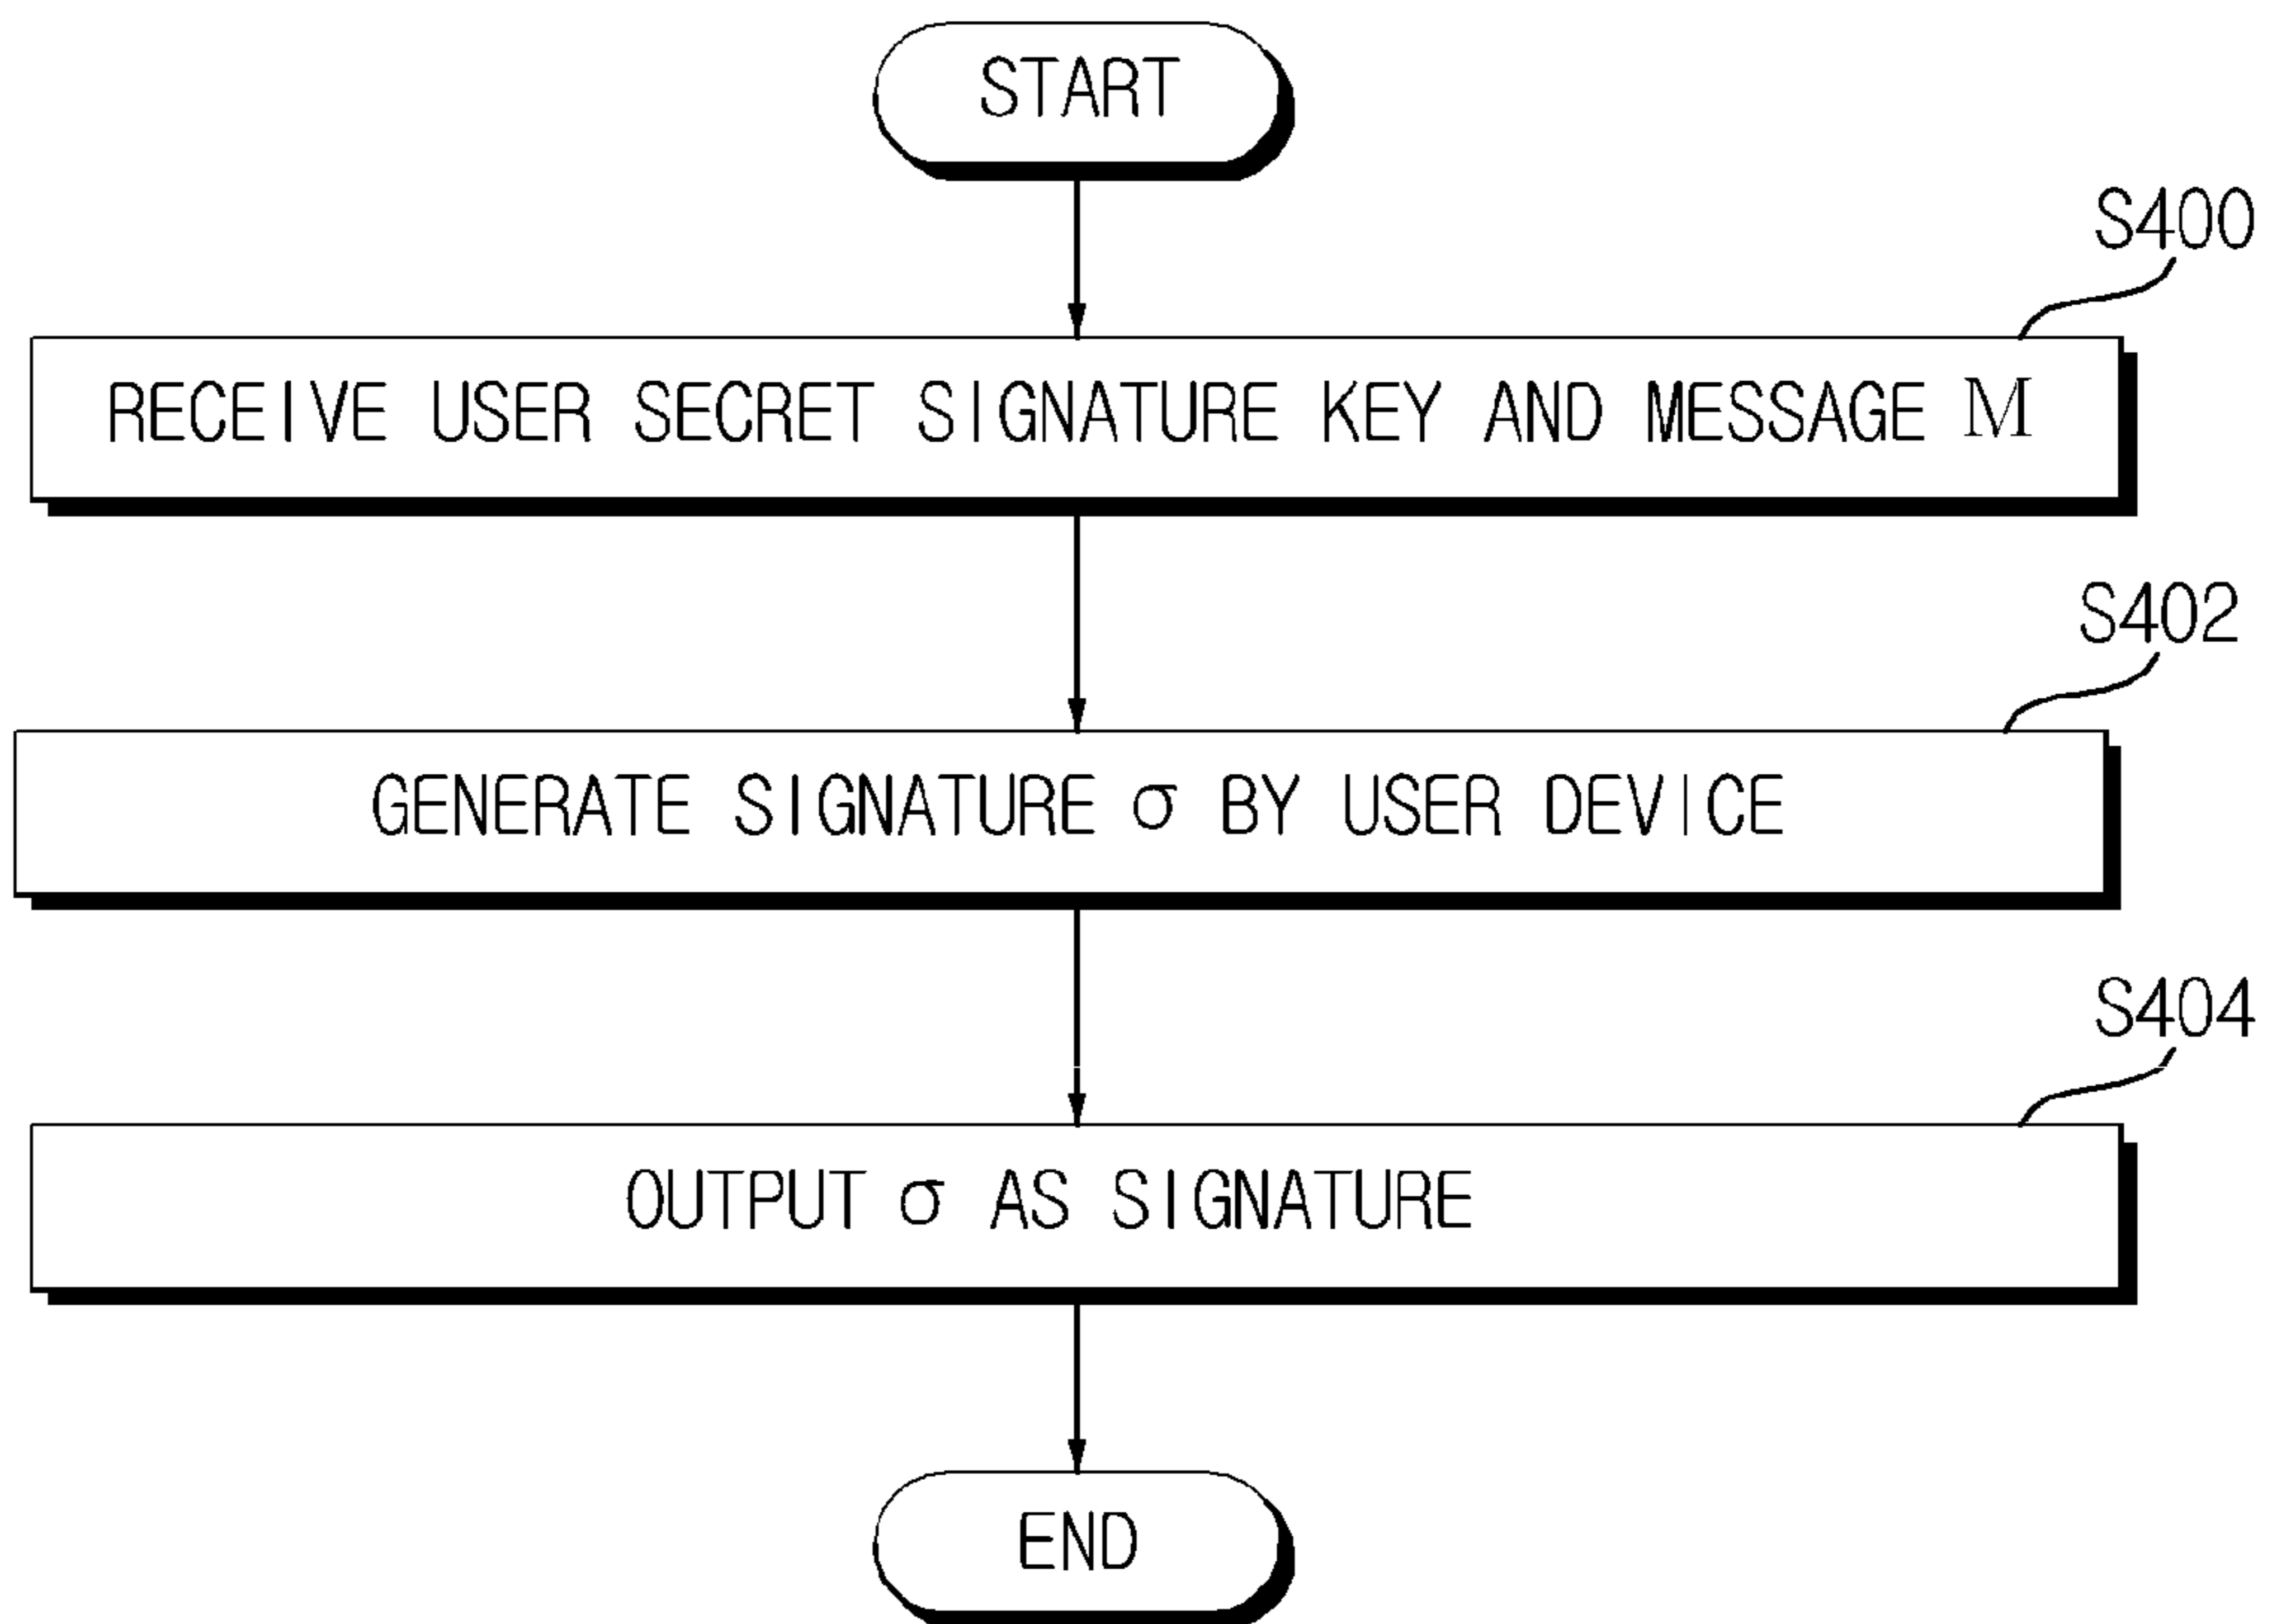 START
S400
RECEIVE USER SECRET SIGNATURE KEY AND MESSAGE M
S402
GENERATE SIGNATURE σ BY USER DEVICE
S404
OUTPUT σ AS SIGNATURE
END